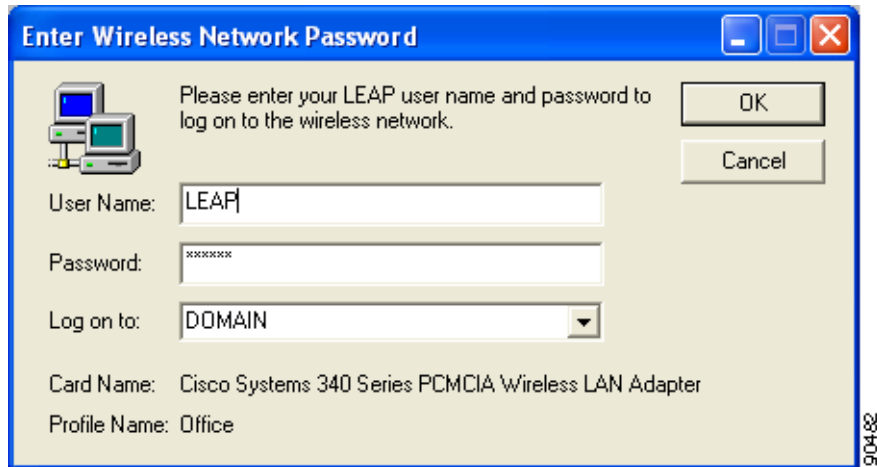 Enter Wireless Network Password
Please enter your LEAP user name and password to
log on to the wireless network.
OK
Cancel
User Name: LEAP
Password: ******
Log on to: DOMAIN
Card Name: Cisco Systems 340 Series PCMCIA Wireless LAN Adapter
Profile Name: Office
90482